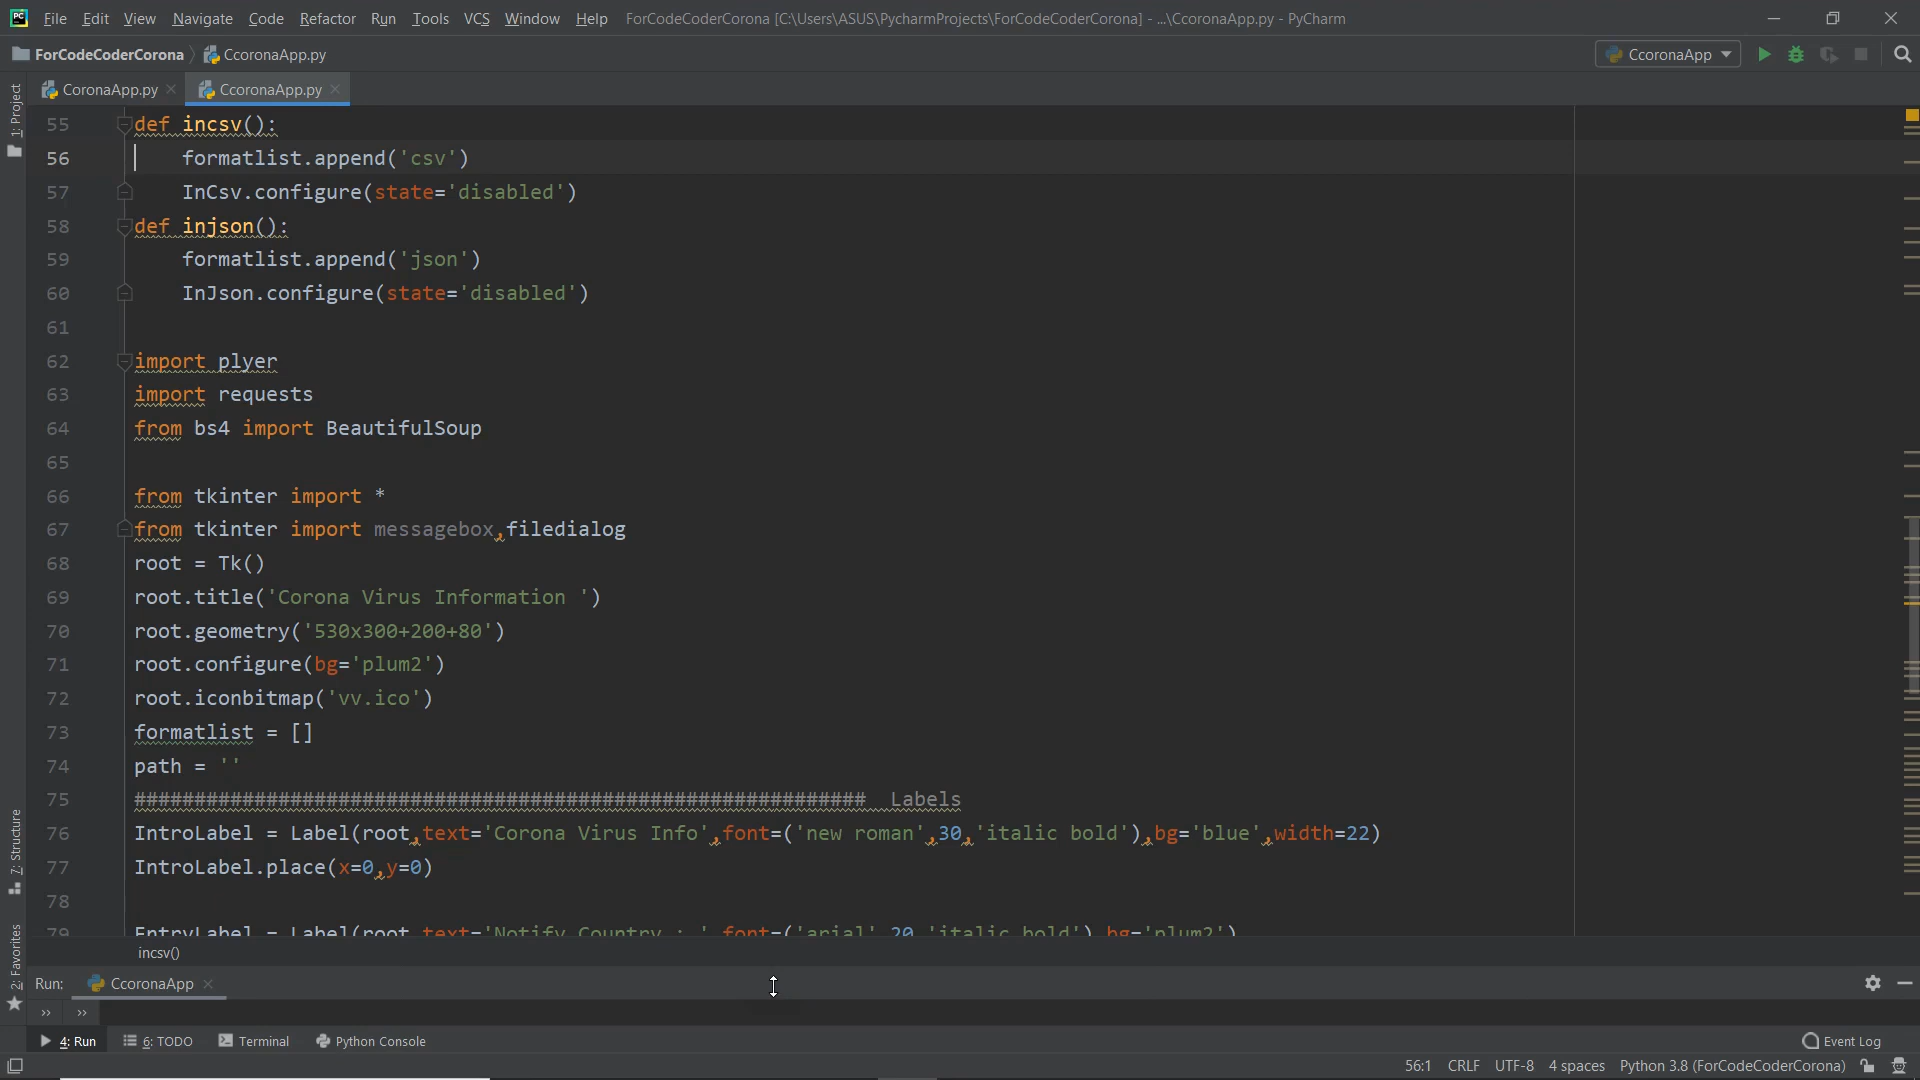 File Edit View Navigate Code Refactor Run Tools VCS Window Help ForCodeCoderCorona [C:\Users\ASUS\PycharmProjects\ForCodeCoderCorona] - ...\CcoronaApp.py - PyCharm
ForCodeCoderCorona CcoronaApp.py CcoronaApp
CoronaApp.py CcoronaApp.py
1: Project
55 def incsv():
56 formatlist.append('csv')
57 InCsv.configure(state='disabled')
58 def injson():
59 formatlist.append('json')
60 InJson.configure(state='disabled')
61
62 import plyer
63 import requests
64 from bs4 import BeautifulSoup
65
66 from tkinter import *
67 from tkinter import messagebox,filedialog
68 root = Tk()
69 root.title('Corona Virus Information ')
70 root.geometry('530x300+200+80')
71 root.configure(bg='plum2')
72 root.iconbitmap('vv.ico')
73 formatlist = []
74 path = ''
75 ############################################################# Labels
76 IntroLabel = Label(root,text='Corona Virus Info',font=('new roman',30,'italic bold'),bg='blue',width=22)
77 IntroLabel.place(x=0,y=0)
78
79 EntryLabel = Label(root,text='Notify Country : ',font=('arial',20,'italic bold'),bg='plum2')
7: Structure
2: Favorites
incsv()
Run: CcoronaApp
4: Run 6: TODO Terminal Python Console Event Log
56:1 CRLF UTF-8 4 spaces Python 3.8 (ForCodeCoderCorona)